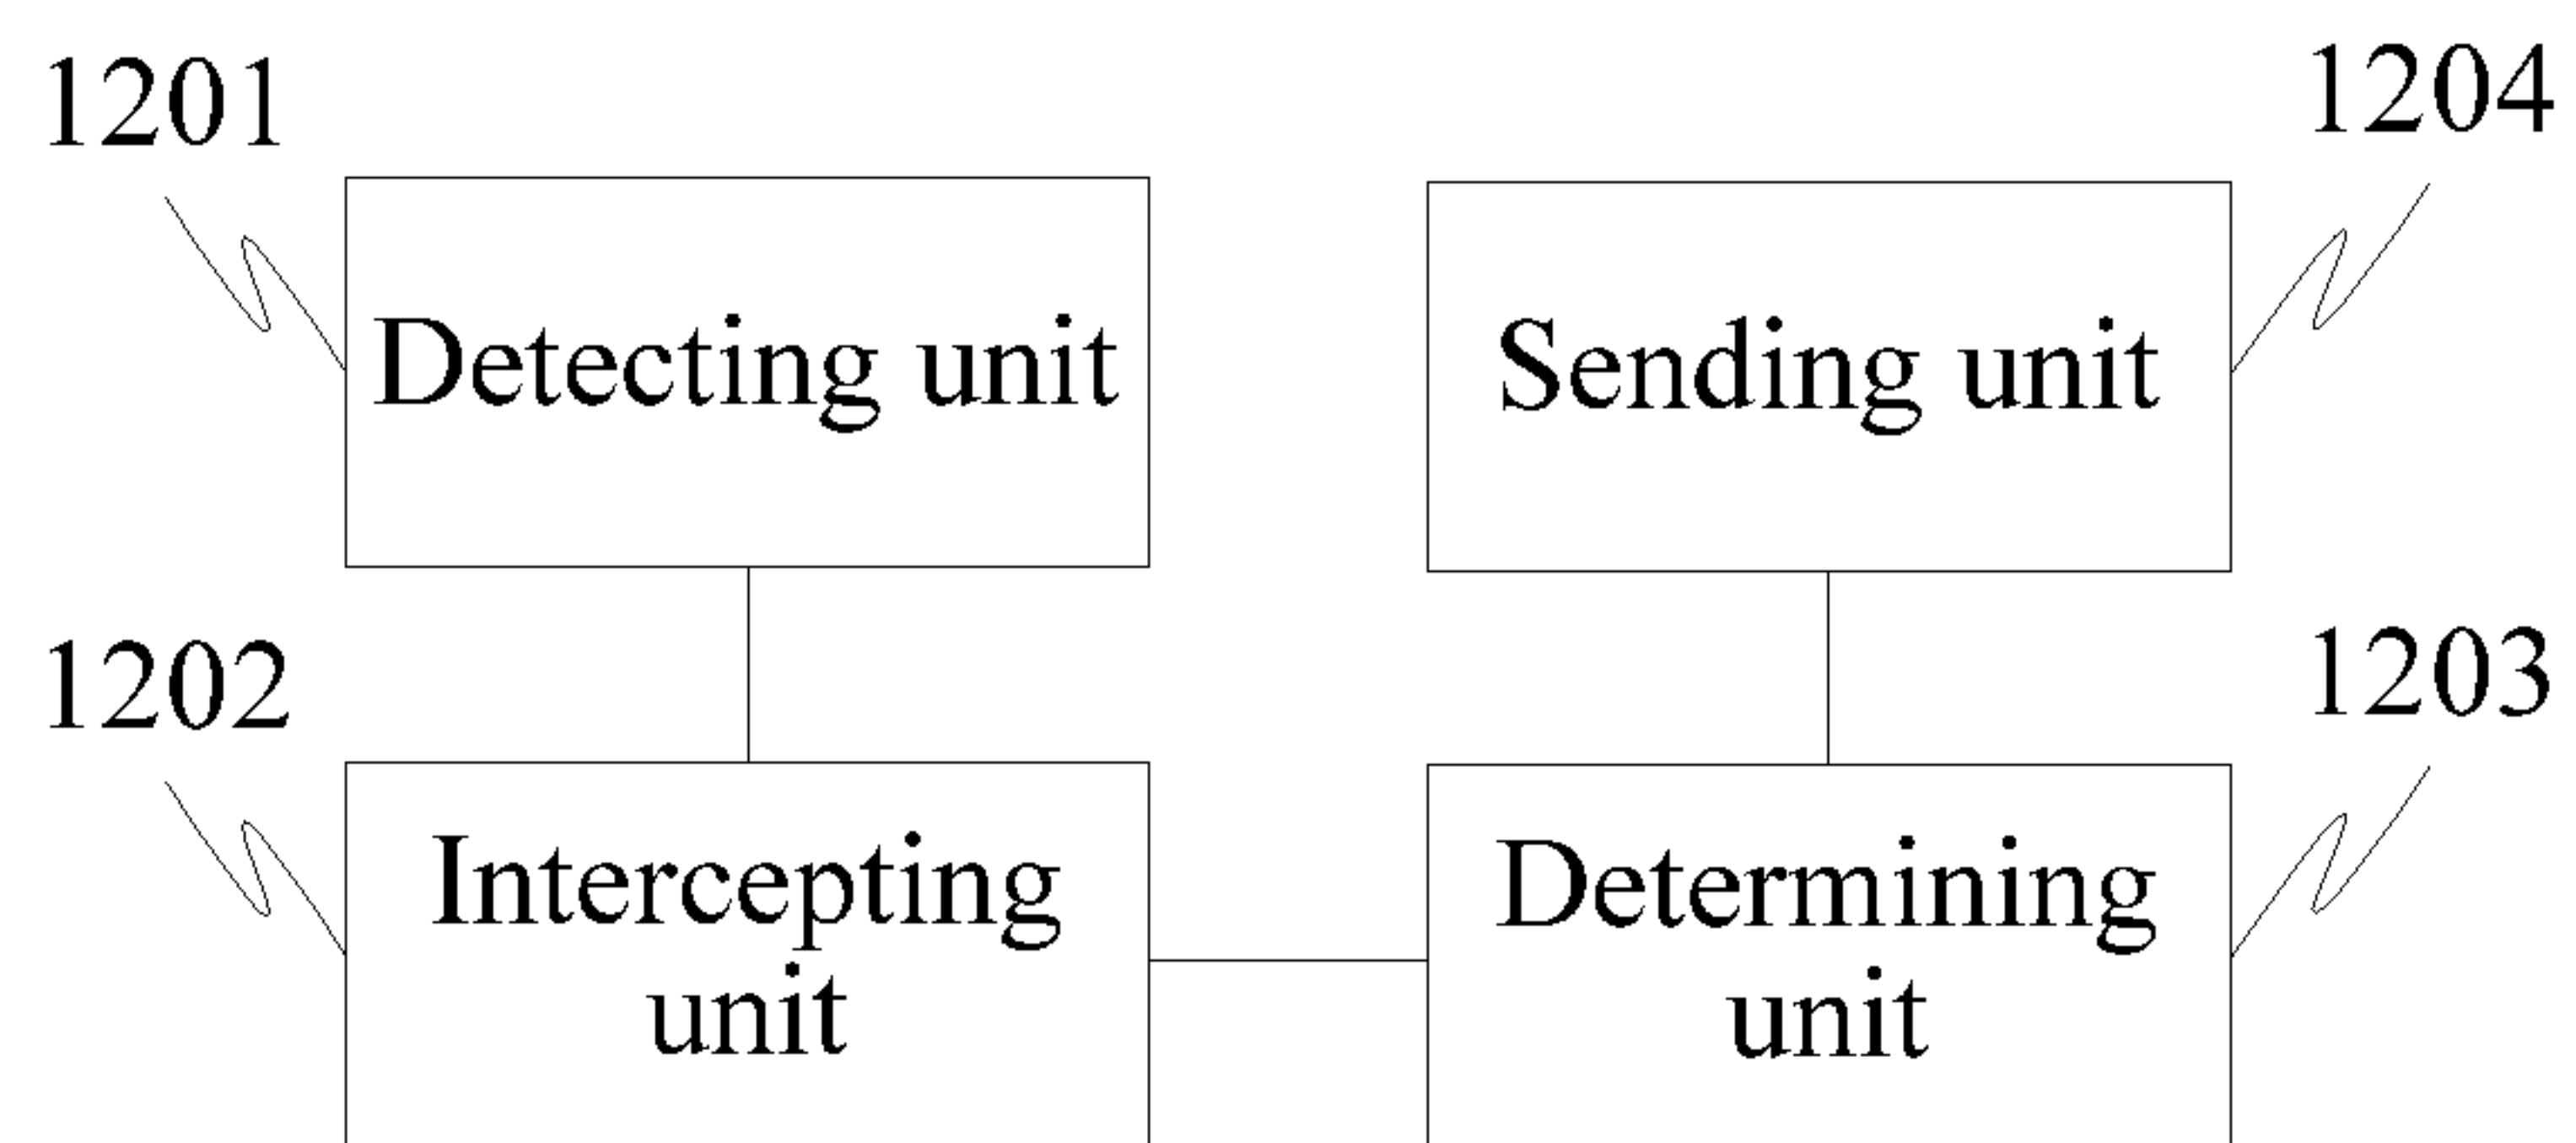 1201
1204
Detecting unit
Sending unit
1202
1203
Intercepting
unit
Determining
unit